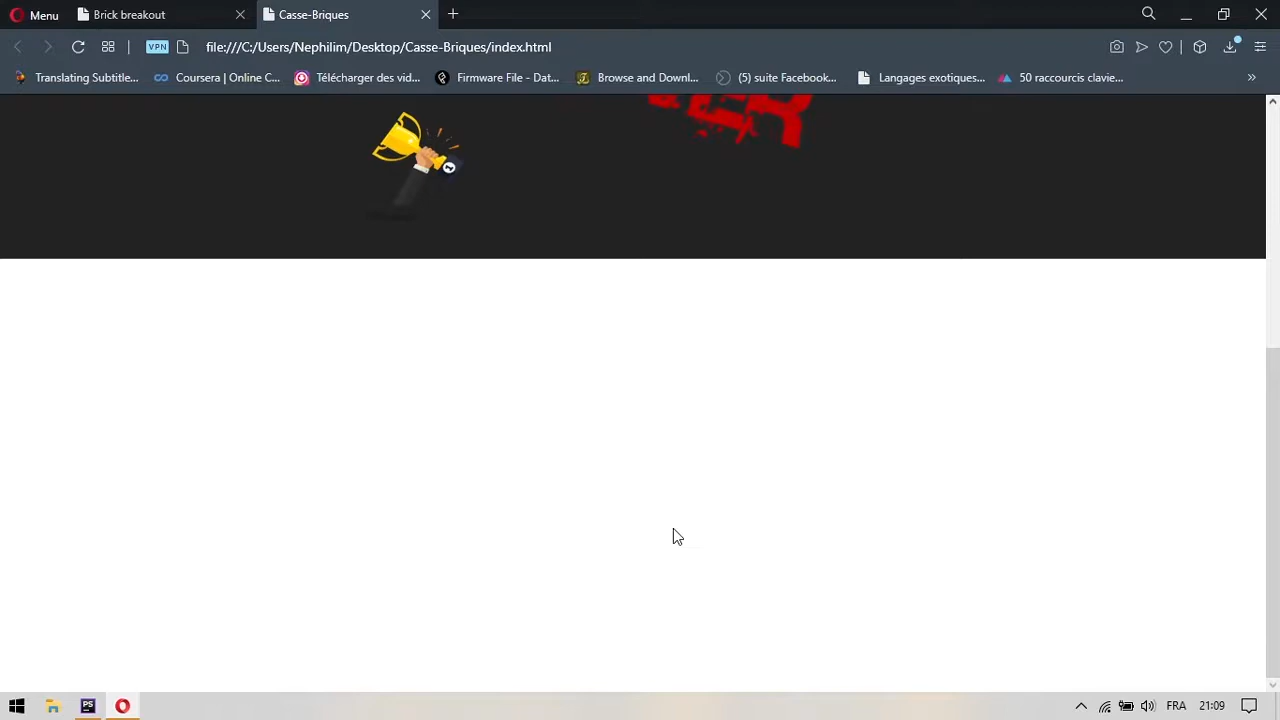 Menu
Brick breakout
Casse-Briques
VPN
file:///C:/Users/Nephilim/Desktop/Casse-Briques/index.html
Translating Subtitle...
Coursera | Online C...
Télécharger des vid...
Firmware File - Dat...
Browse and Downl...
(5) suite Facebook...
Langages exotiques...
50 raccourcis clavie...
»
PS
FRA
21:09